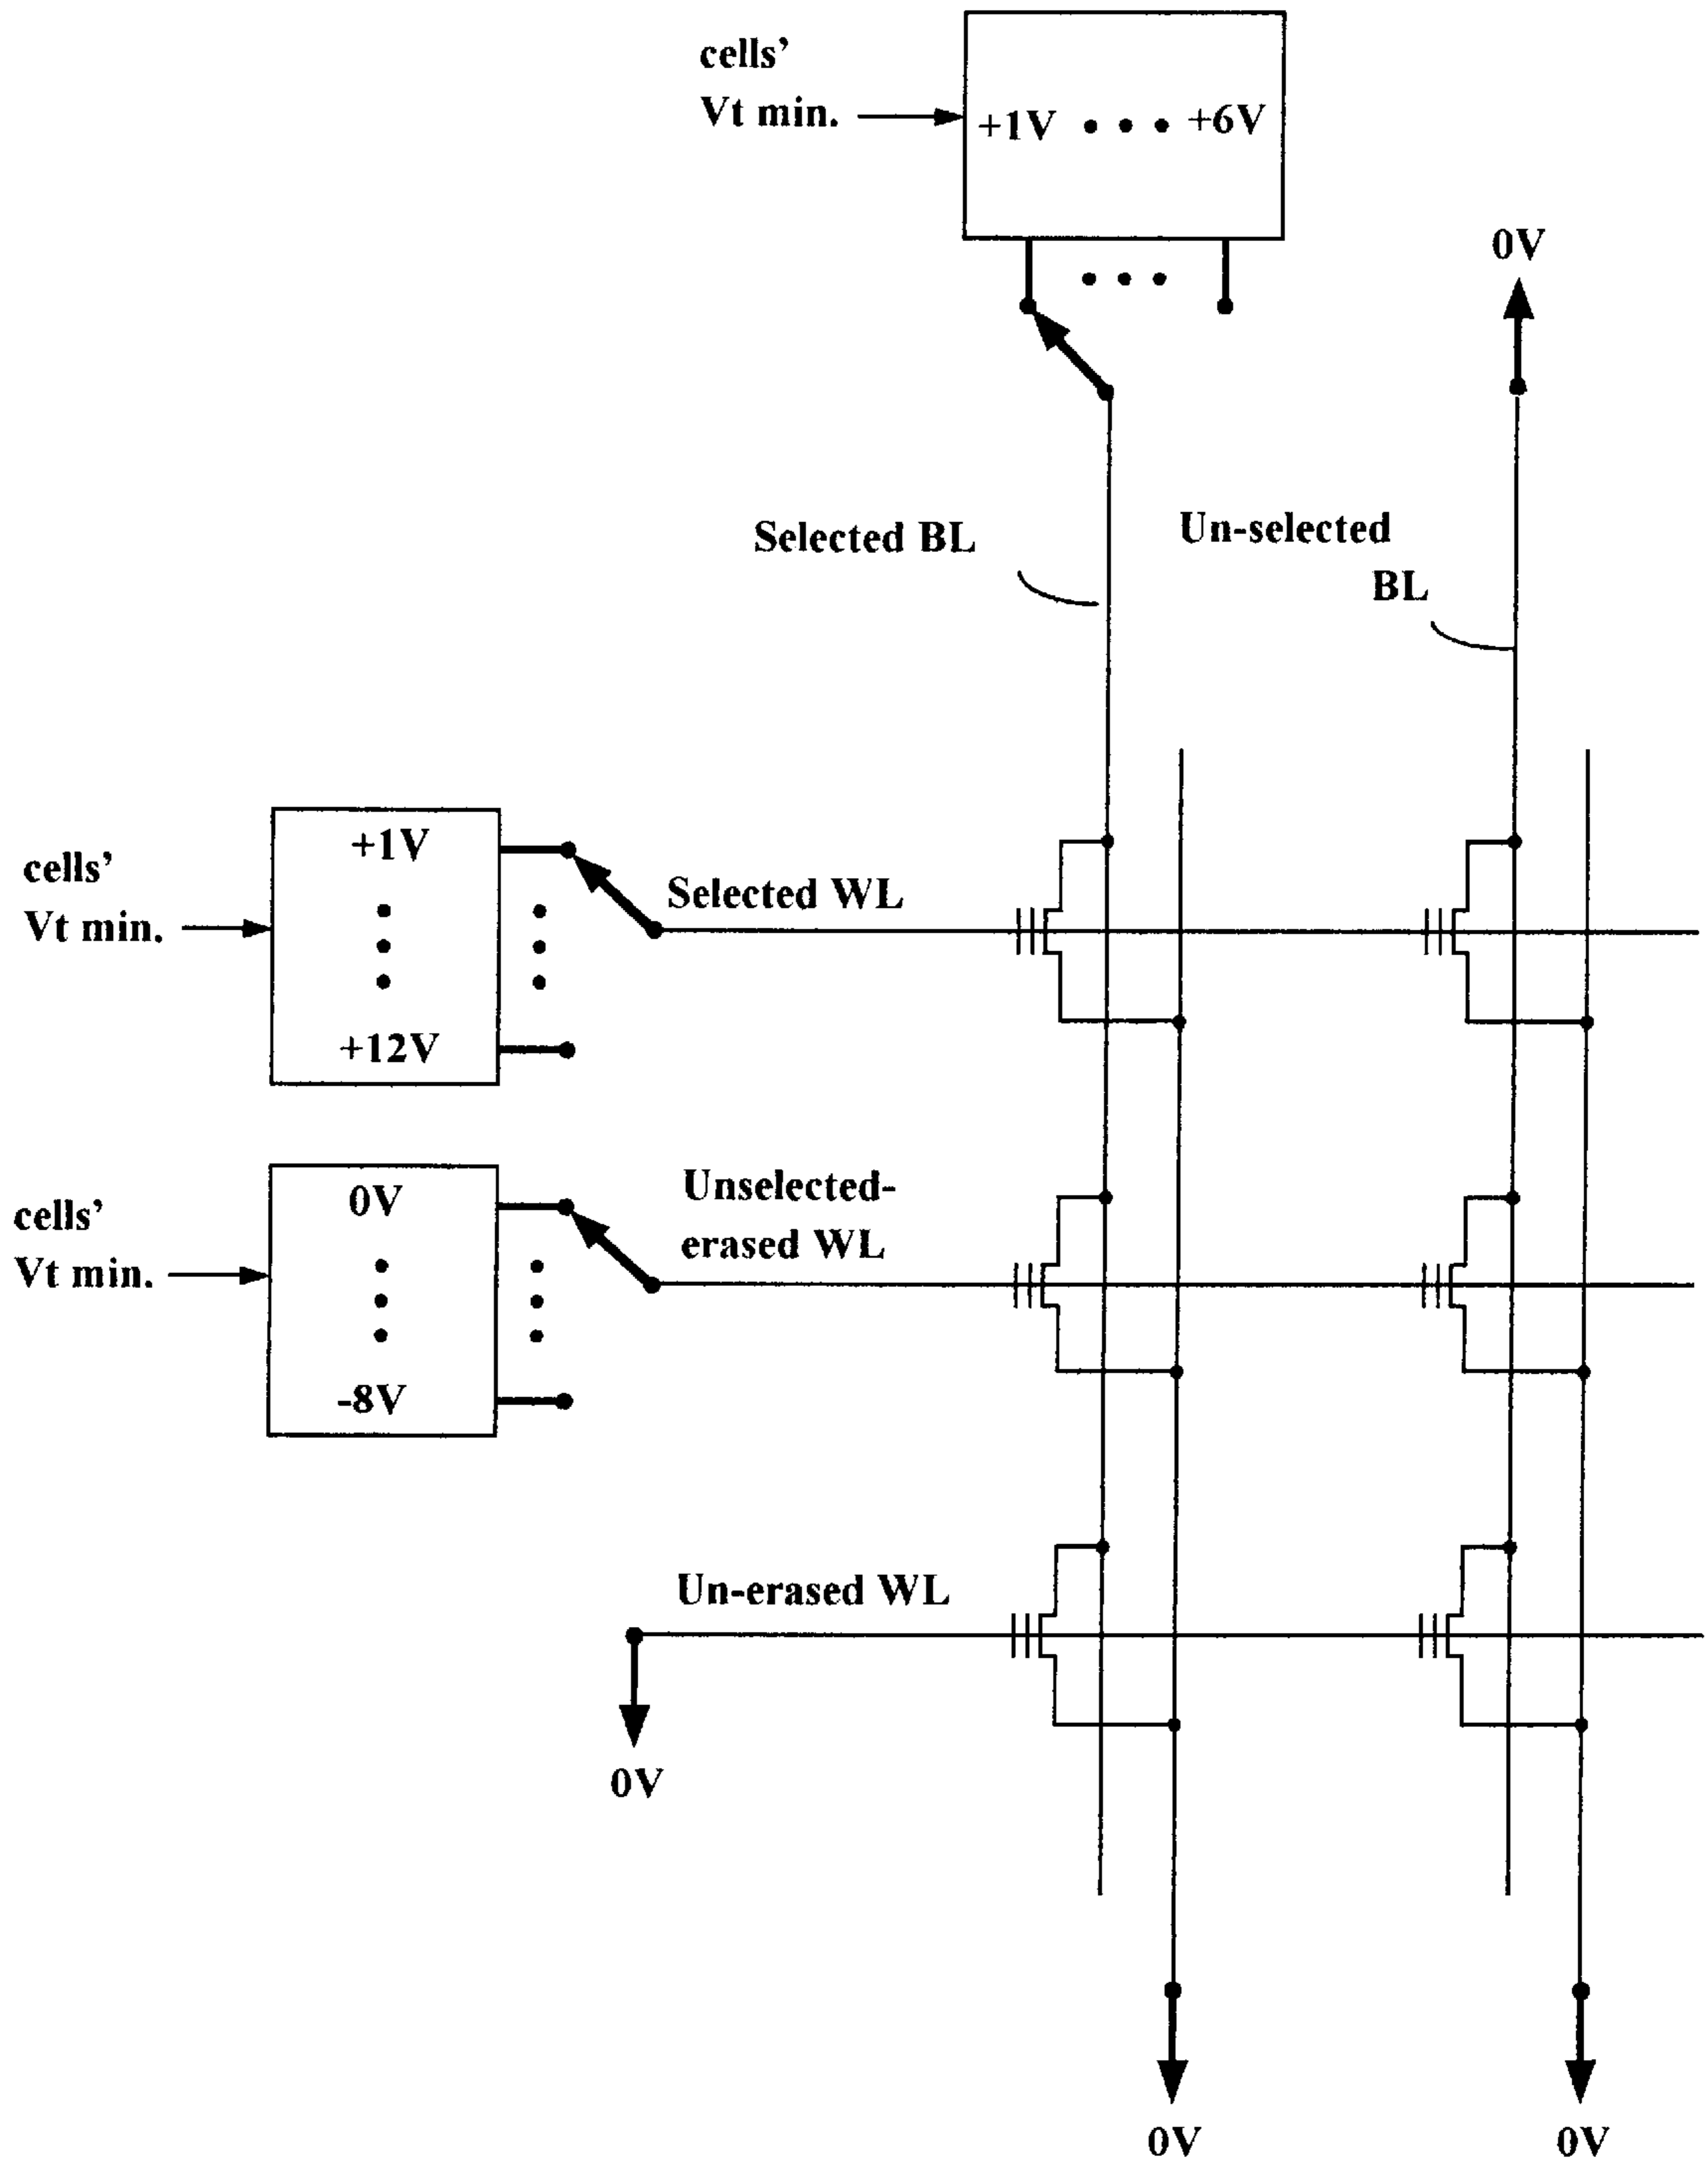 cells’
Vt min.
+1V • • • +6V
• • •
0V
Selected BL
Un-selected
BL
cells’
Vt min.
+1V
+12V
Selected WL
cells’
Vt min.
0V
-8V
Unselected-
erased WL
Un-erased WL
0V
0V
0V